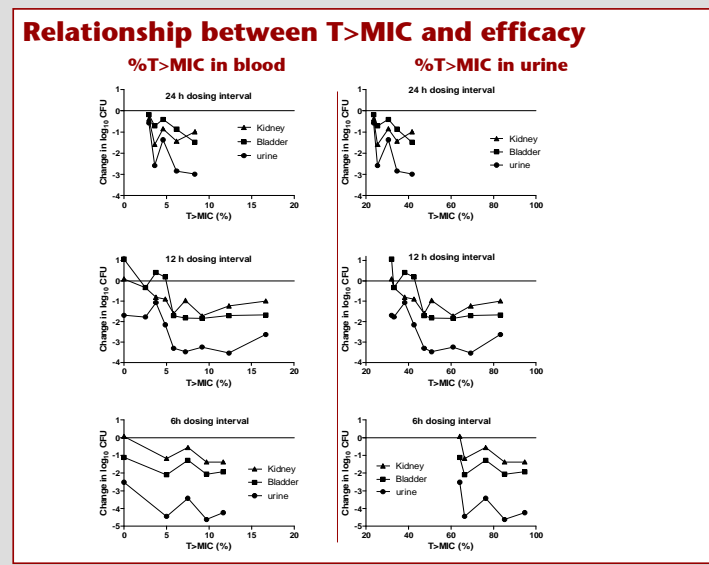 Relationship between T>MIC and efficacy
%T>MIC in blood
%T>MIC in urine
24 h dosing interval
Change in log10 CFU
1
0
-1
-2
-3
-4
Kidney
Bladder
urine
0 5 10 15 20
T>MIC (%)
24 h dosing interval
Change in log10 CFU
1
0
-1
-2
-3
-4
Kidney
Bladder
urine
20 40 60 80 100
T>MIC (%)
12 h dosing interval
Change in log10 CFU
1
0
-1
-2
-3
-4
0 5 10 15 20
T>MIC (%)
12 h dosing interval
Change in log10 CFU
1
0
-1
-2
-3
-4
20 40 60 80 100
T>MIC (%)
6h dosing interval
Change in log10 CFU
1
0
-1
-2
-3
-4
-5
Kidney
Bladder
urine
0 5 10 15 20
T>MIC (%)
6h dosing interval
Change in log10 CFU
1
0
-1
-2
-3
-4
-5
Kidney
Bladder
urine
20 40 60 80 100
T>MIC (%)